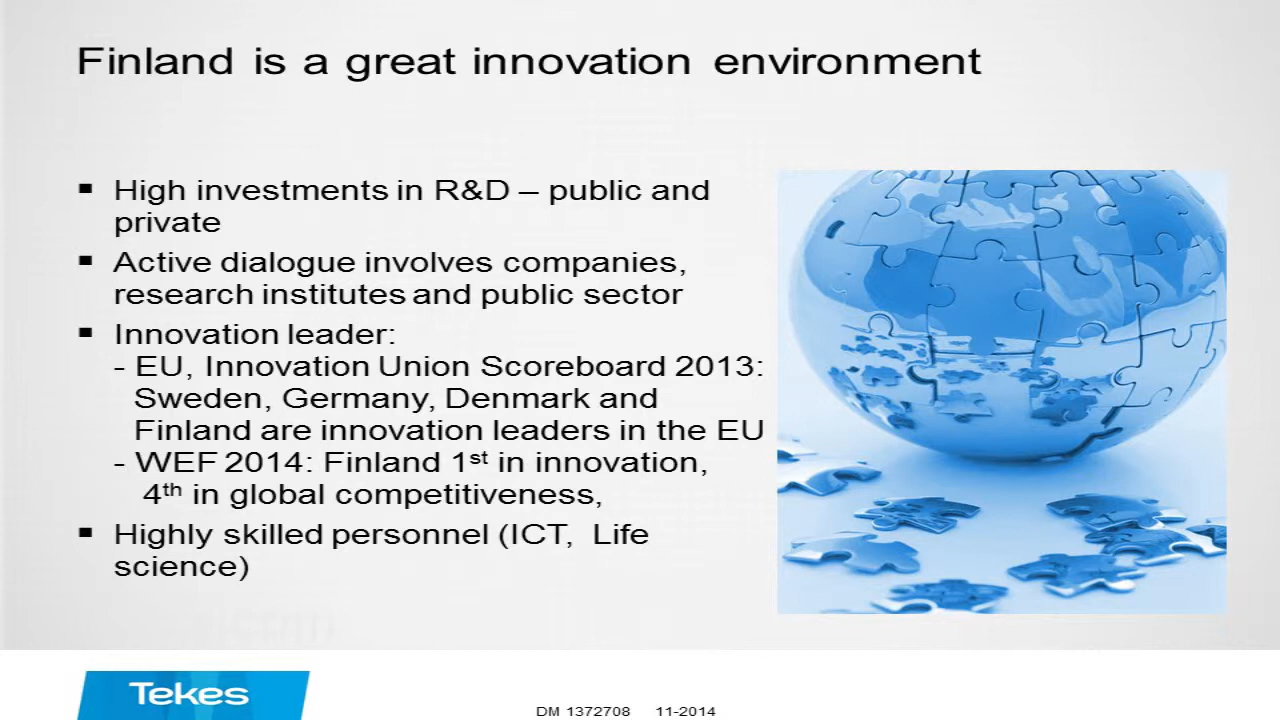 Finland is a great innovation environment
▪ High investments in R&D – public and
private
▪ Active dialogue involves companies,
research institutes and public sector
▪ Innovation leader:
- EU, Innovation Union Scoreboard 2013:
Sweden, Germany, Denmark and
Finland are innovation leaders in the EU
- WEF 2014: Finland 1st in innovation,
4th in global competitiveness,
▪ Highly skilled personnel (ICT, Life
science)
Tekes
DM 1372708 11-2014